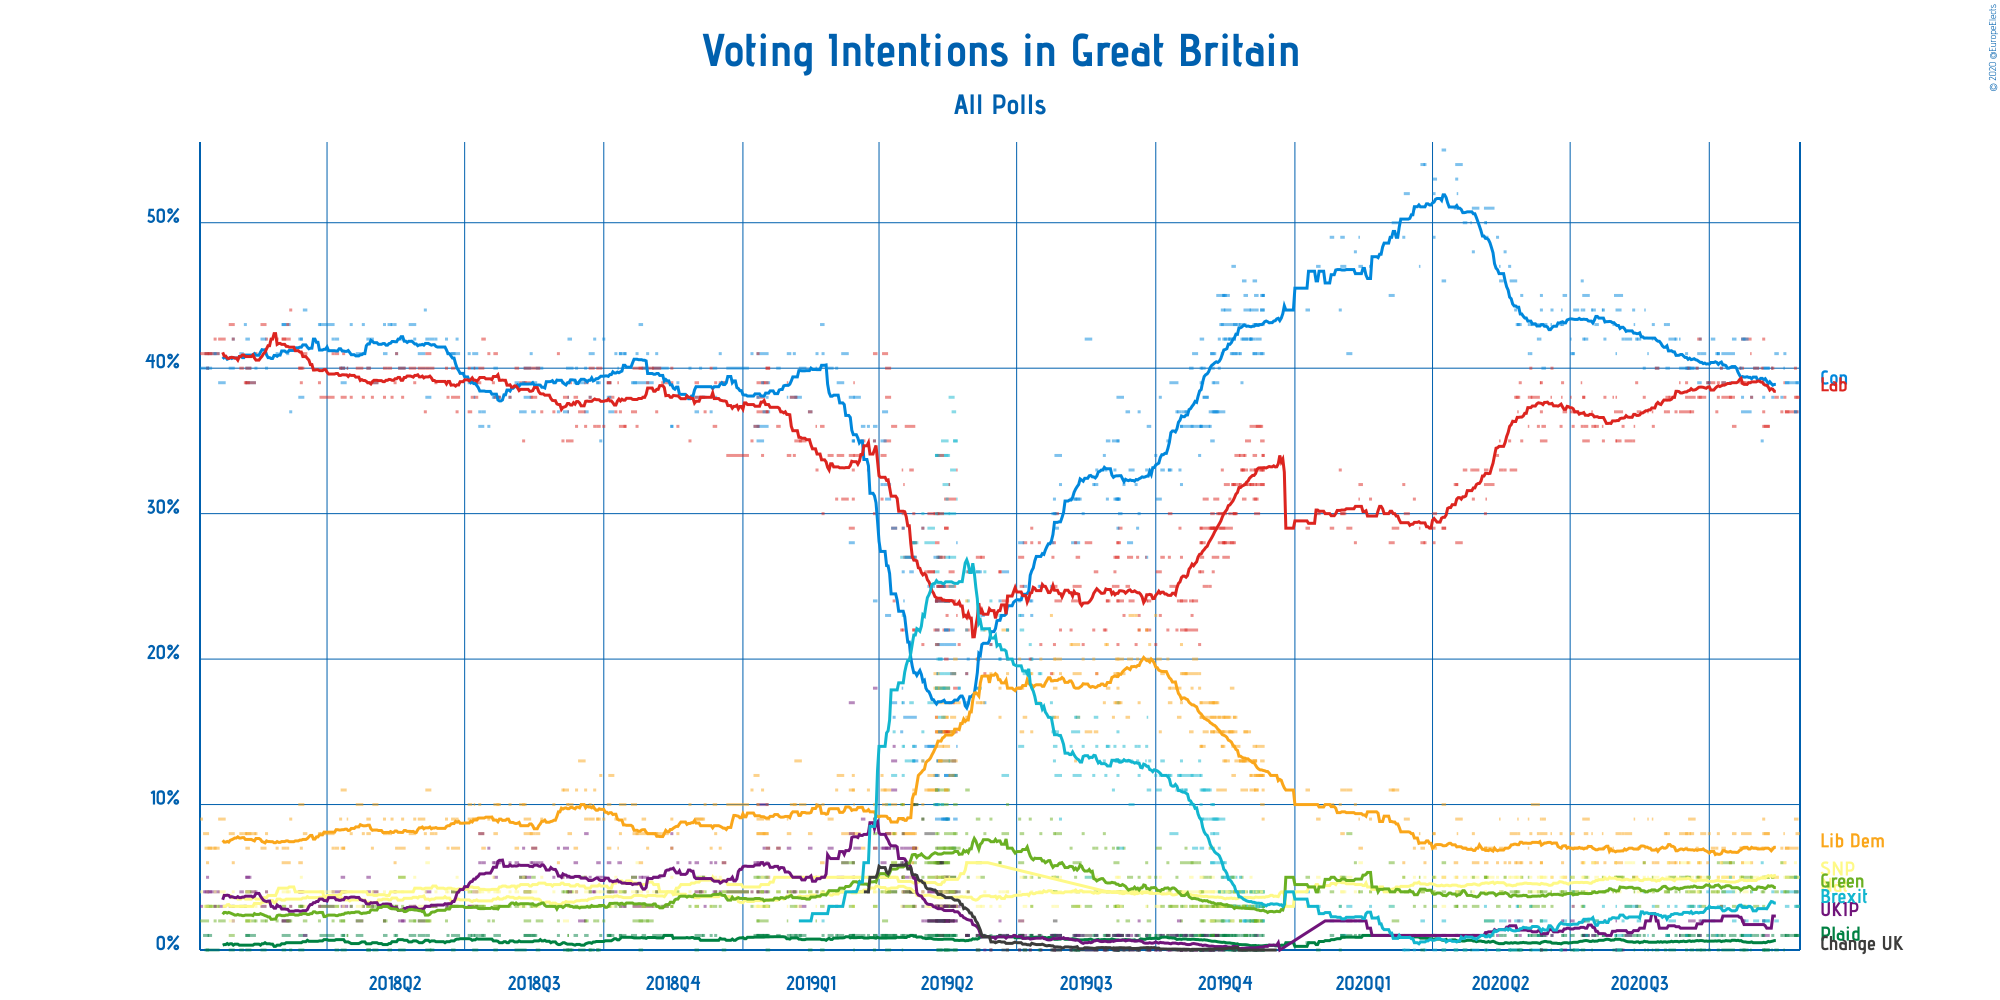 © 2020 @EuropeElects
Voting Intentions in Great Britain
All Polls
50%
40%
30%
20%
10%
0%
Con
Lab
Lib Dem
SNP
Green
Brexit
UKIP
Plaid
Change UK
2018Q2 2018Q3 2018Q4 2019Q1 2019Q2 2019Q3 2019Q4 2020Q1 2020Q2 2020Q3